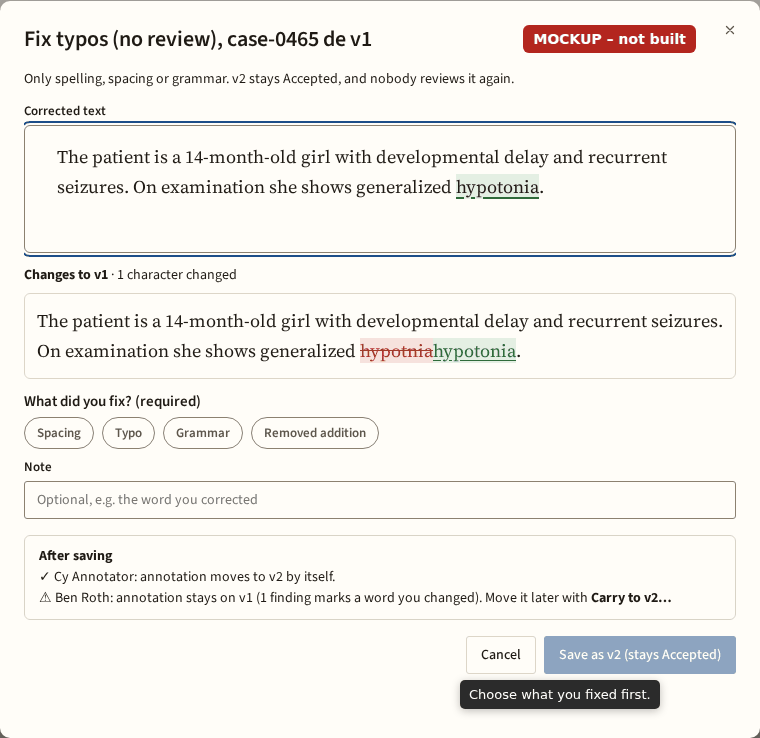 Fix typos (no review), case-0465 de v1
MOCKUP – not built
×
Only spelling, spacing or grammar. v2 stays Accepted, and nobody reviews it again.
Corrected text
The patient is a 14-month-old girl with developmental delay and recurrent
seizures. On examination she shows generalized hypotonia.
Changes to v1 · 1 character changed
The patient is a 14-month-old girl with developmental delay and recurrent seizures.
On examination she shows generalized hypotniahypotonia.
What did you fix? (required)
Spacing Typo Grammar Removed addition
Note
Optional, e.g. the word you corrected
After saving
✓ Cy Annotator: annotation moves to v2 by itself.
⚠ Ben Roth: annotation stays on v1 (1 finding marks a word you changed). Move it later with Carry to v2…
Cancel Save as v2 (stays Accepted)
Choose what you fixed first.